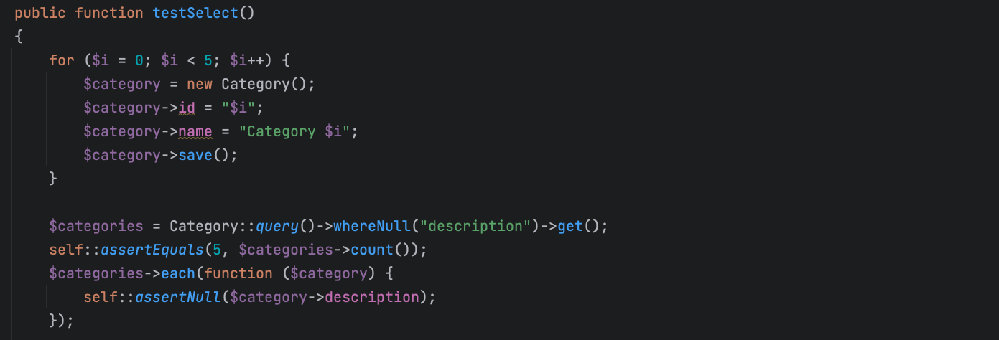 public function testSelect()
{
    for ($i = 0; $i < 5; $i++) {
        $category = new Category();
        $category->id = "$i";
        $category->name = "Category $i";
        $category->save();
    }

    $categories = Category::query()->whereNull("description")->get();
    self::assertEquals(5, $categories->count());
    $categories->each(function ($category) {
        self::assertNull($category->description);
    });